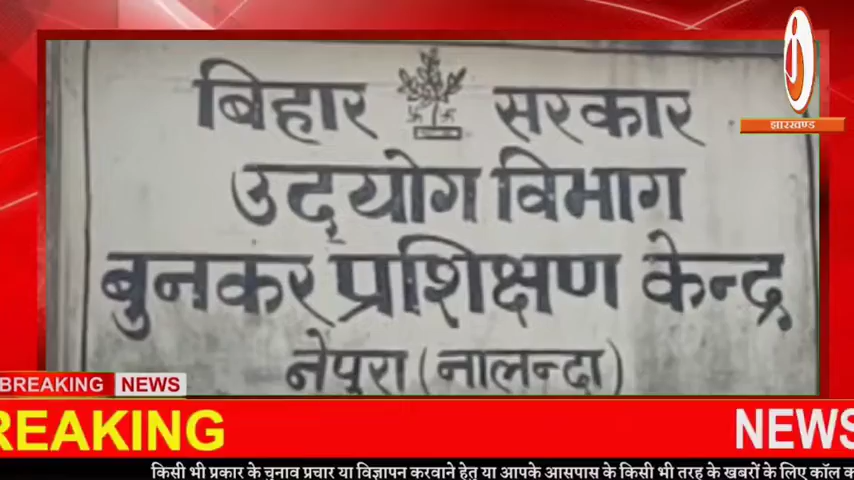 झारखण्ड
बिहार सरकार
उद्योग विभाग
बुनकर प्रशिक्षण केन्द्र
नेपुरा (नालन्दा)
BREAKING NEWS
REAKING NEWS
किसी भी प्रकार के चुनाव प्रचार या विज्ञापन करवाने हेतु या आपके आसपास के किसी भी तरह के खबरों के लिए कॉल क